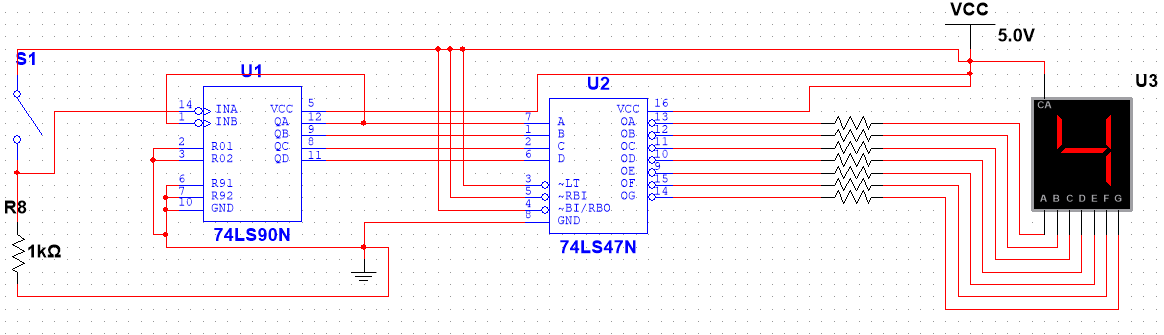 VCC
5.0V
S1
U1
U2
U3
14 INA VCC 5
1 INB QA 12
QB 9
2 R01 QC 8
3 R02 QD 11
6 R91
7 R92
10 GND
74LS90N
VCC 16
7 A OA 13
1 B OB 12
2 C OC 11
6 D OD 10
OE 9
3 ~LT OF 15
5 ~RBI OG 14
4 ~BI/RBO
8 GND
74LS47N
CA
A B C D E F G
R8
1kΩ